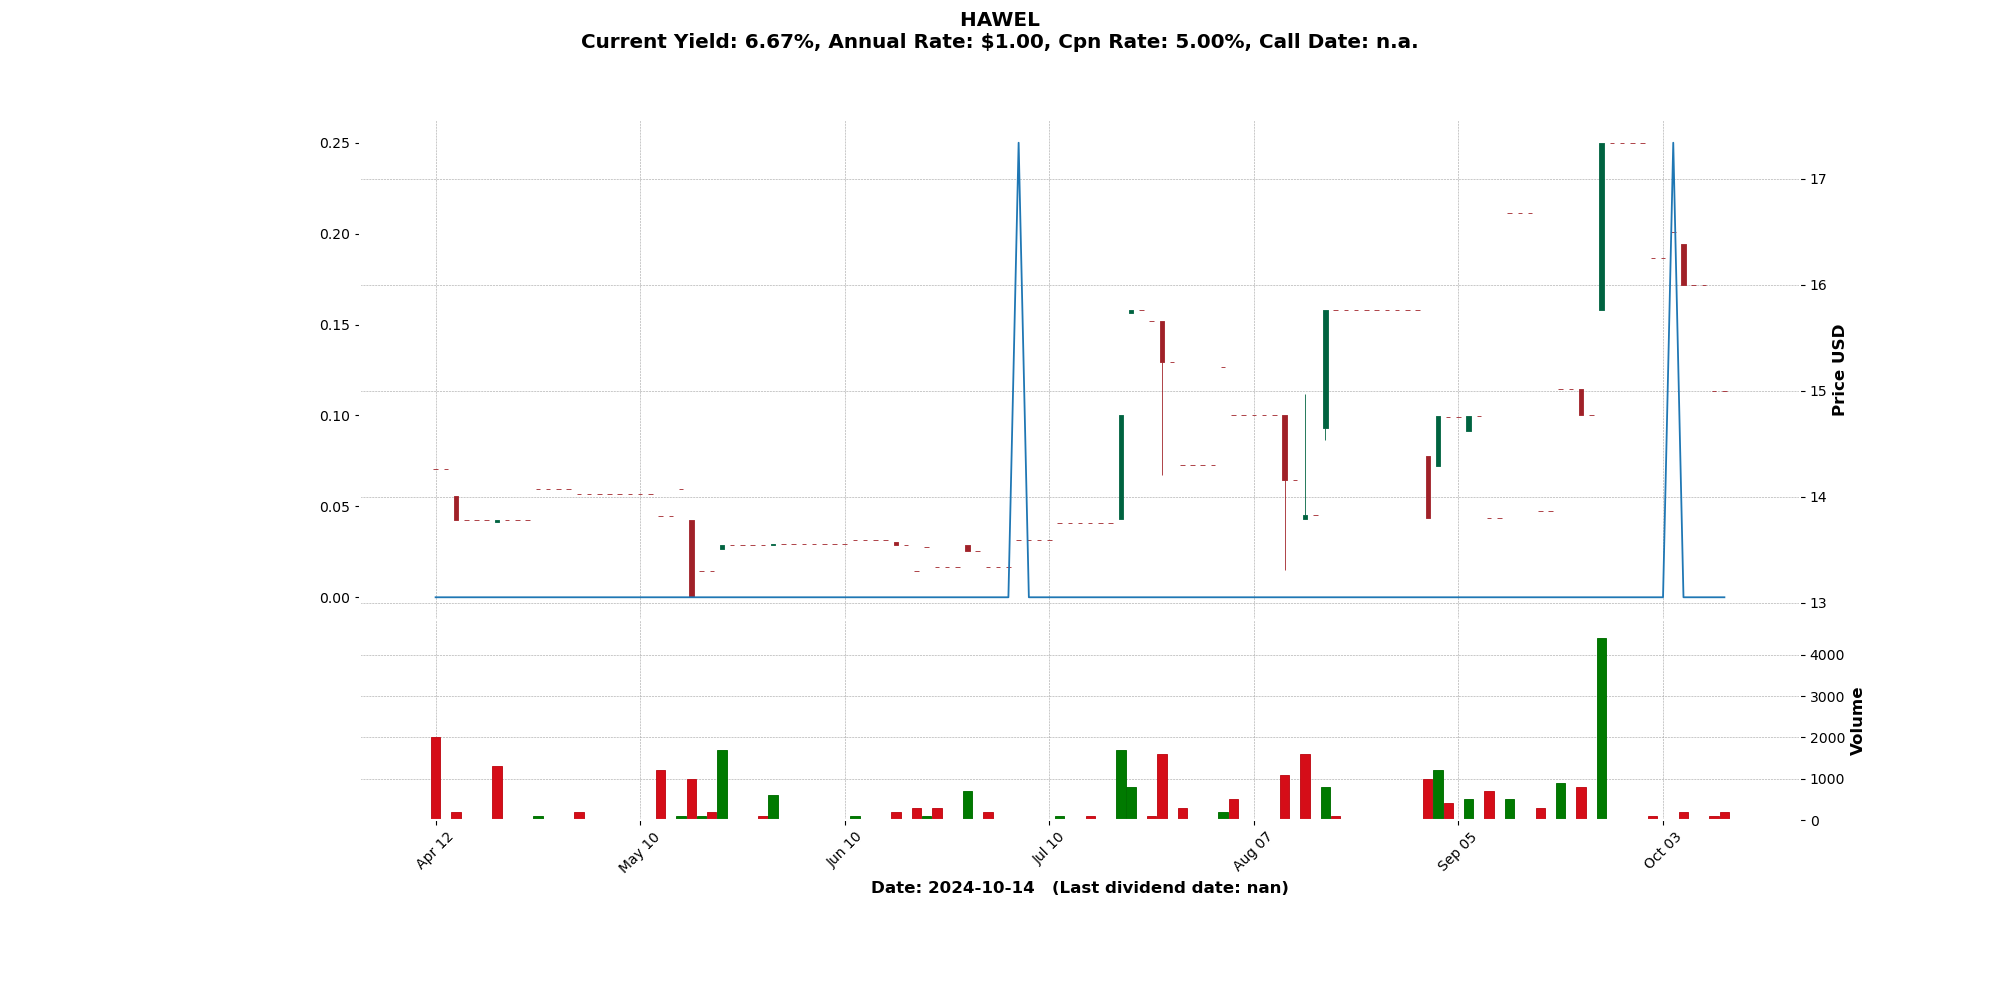 HAWEL
Current Yield: 6.67%, Annual Rate: $1.00, Cpn Rate: 5.00%, Call Date: n.a.
0.25
0.20
0.15
0.10
0.05
0.00
17
16
15
14
13
Price USD
4000
3000
2000
1000
0
Volume
Apr 12
May 10
Jun 10
Jul 10
Aug 07
Sep 05
Oct 03
Date: 2024-10-14 (Last dividend date: nan)